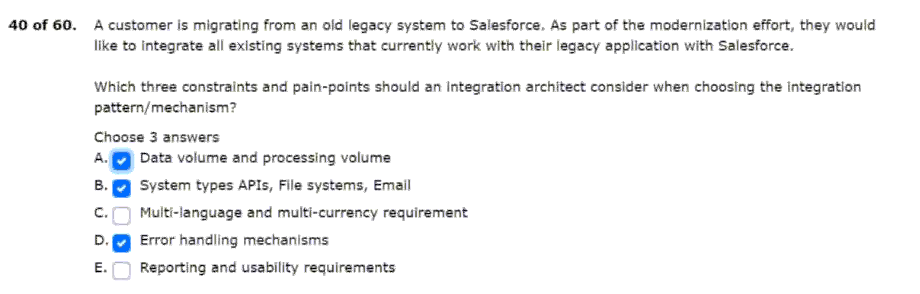 40 of 60. A customer is migrating from an old legacy system to Salesforce. As part of the modernization effort, they would
like to integrate all existing systems that currently work with their legacy application with Salesforce.
Which three constraints and pain-points should an integration architect consider when choosing the integration
pattern/mechanism?
Choose 3 answers
A. Data volume and processing volume
B. System types APIs, File systems, Email
C. Multi-language and multi-currency requirement
D. Error handling mechanisms
E. Reporting and usability requirements